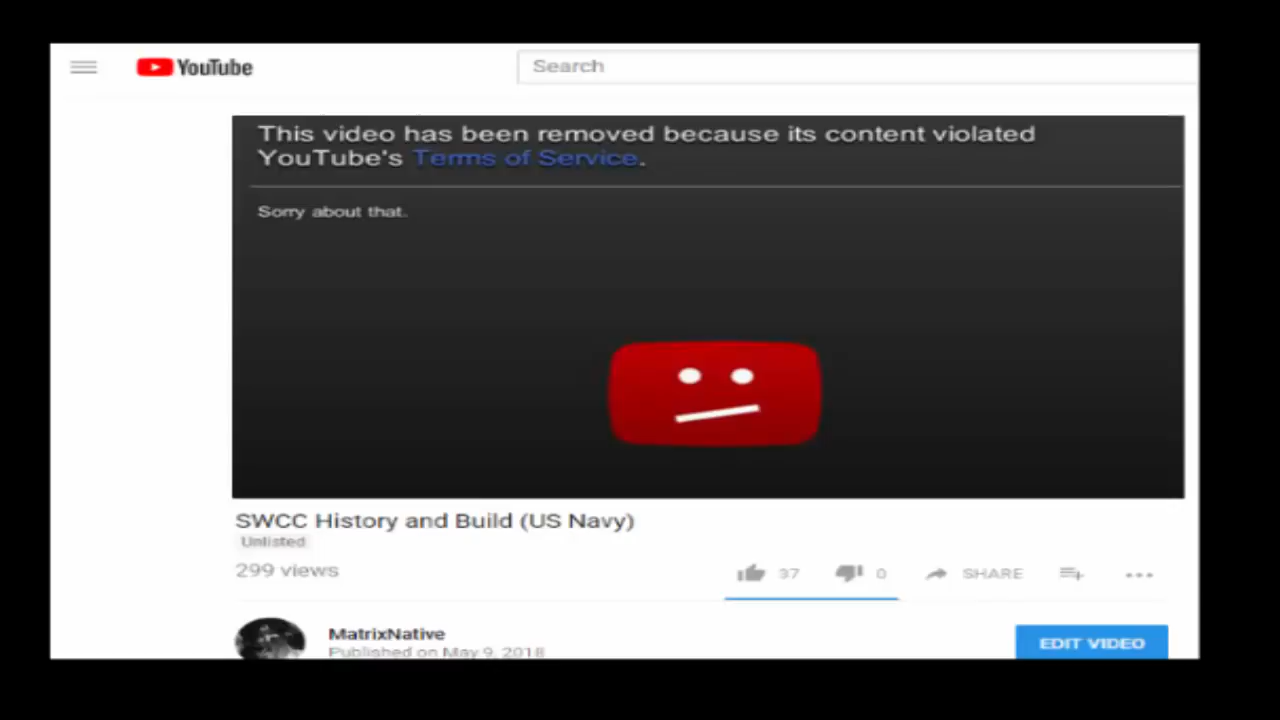 YouTube
Search
This video has been removed because its content violated
YouTube's Terms of Service.
Sorry about that.
SWCC History and Build (US Navy)
Unlisted
299 views
37
0
SHARE
MatrixNative
Published on May 9, 2018
EDIT VIDEO